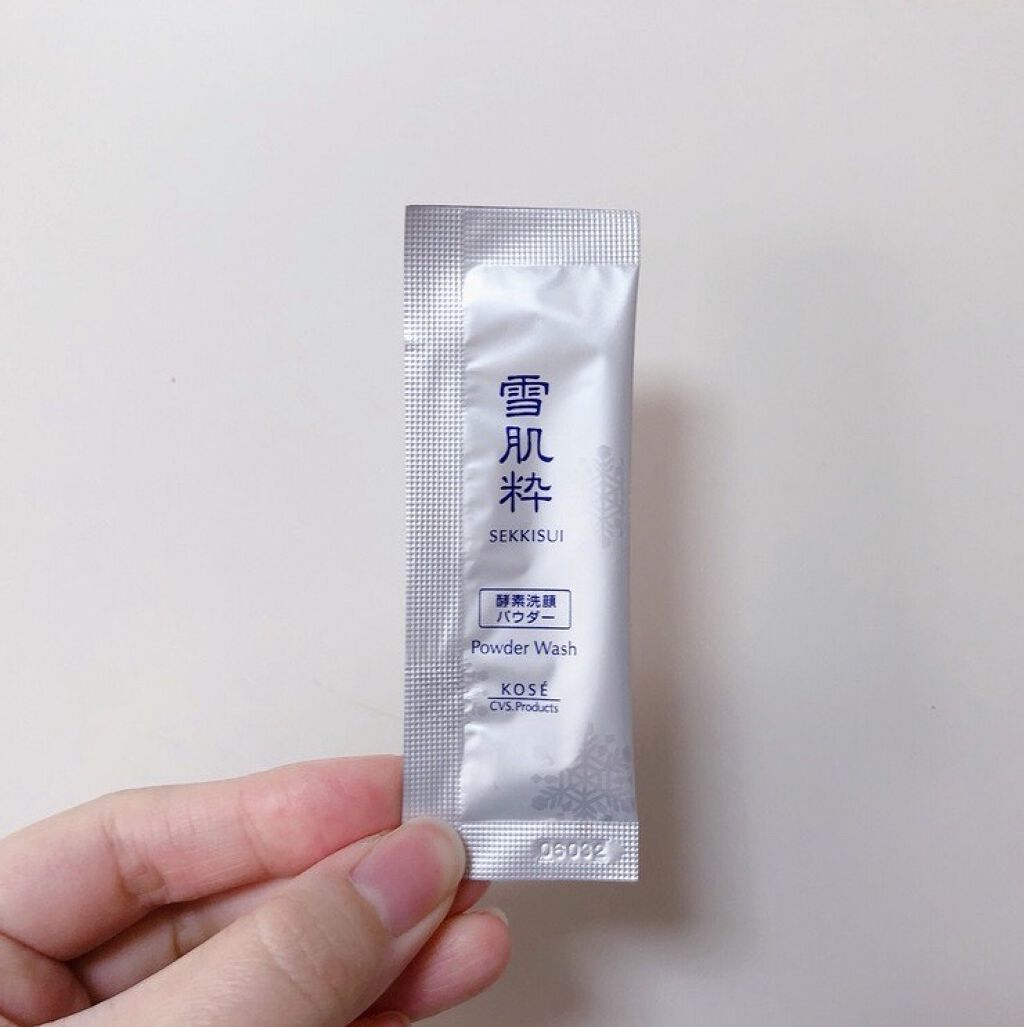 雪肌粋
SEKKISUI
酵素洗顔
パウダー
Powder Wash
KOSÉ
CVS.Products
06032